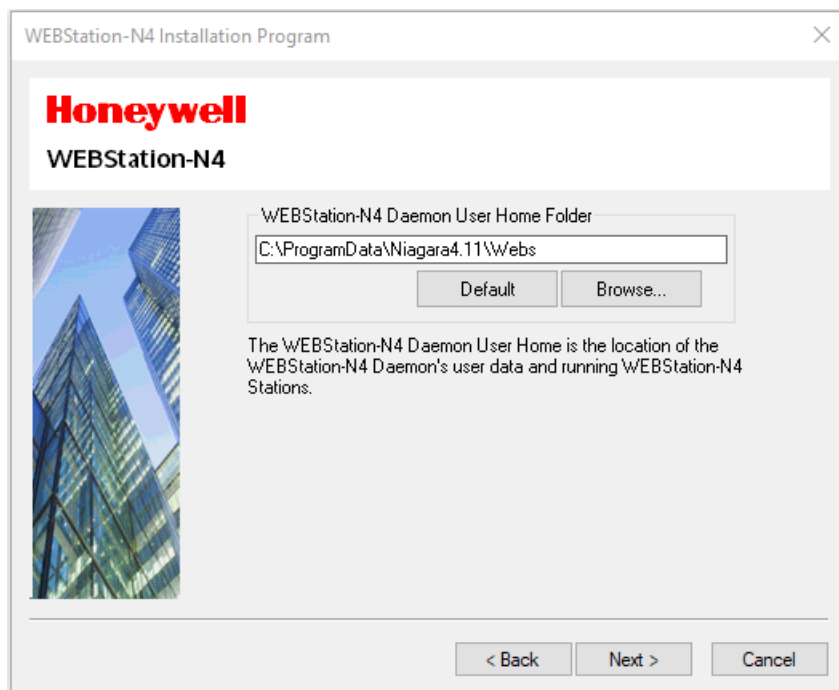 WEBStation-N4 Installation Program
Honeywell
WEBStation-N4
WEBStation-N4 Daemon User Home Folder
C:\ProgramData\Niagara4.11\Webs
Default
Browse...
The WEBStation-N4 Daemon User Home is the location of the
WEBStation-N4 Daemon's user data and running WEBStation-N4
Stations.
< Back
Next >
Cancel